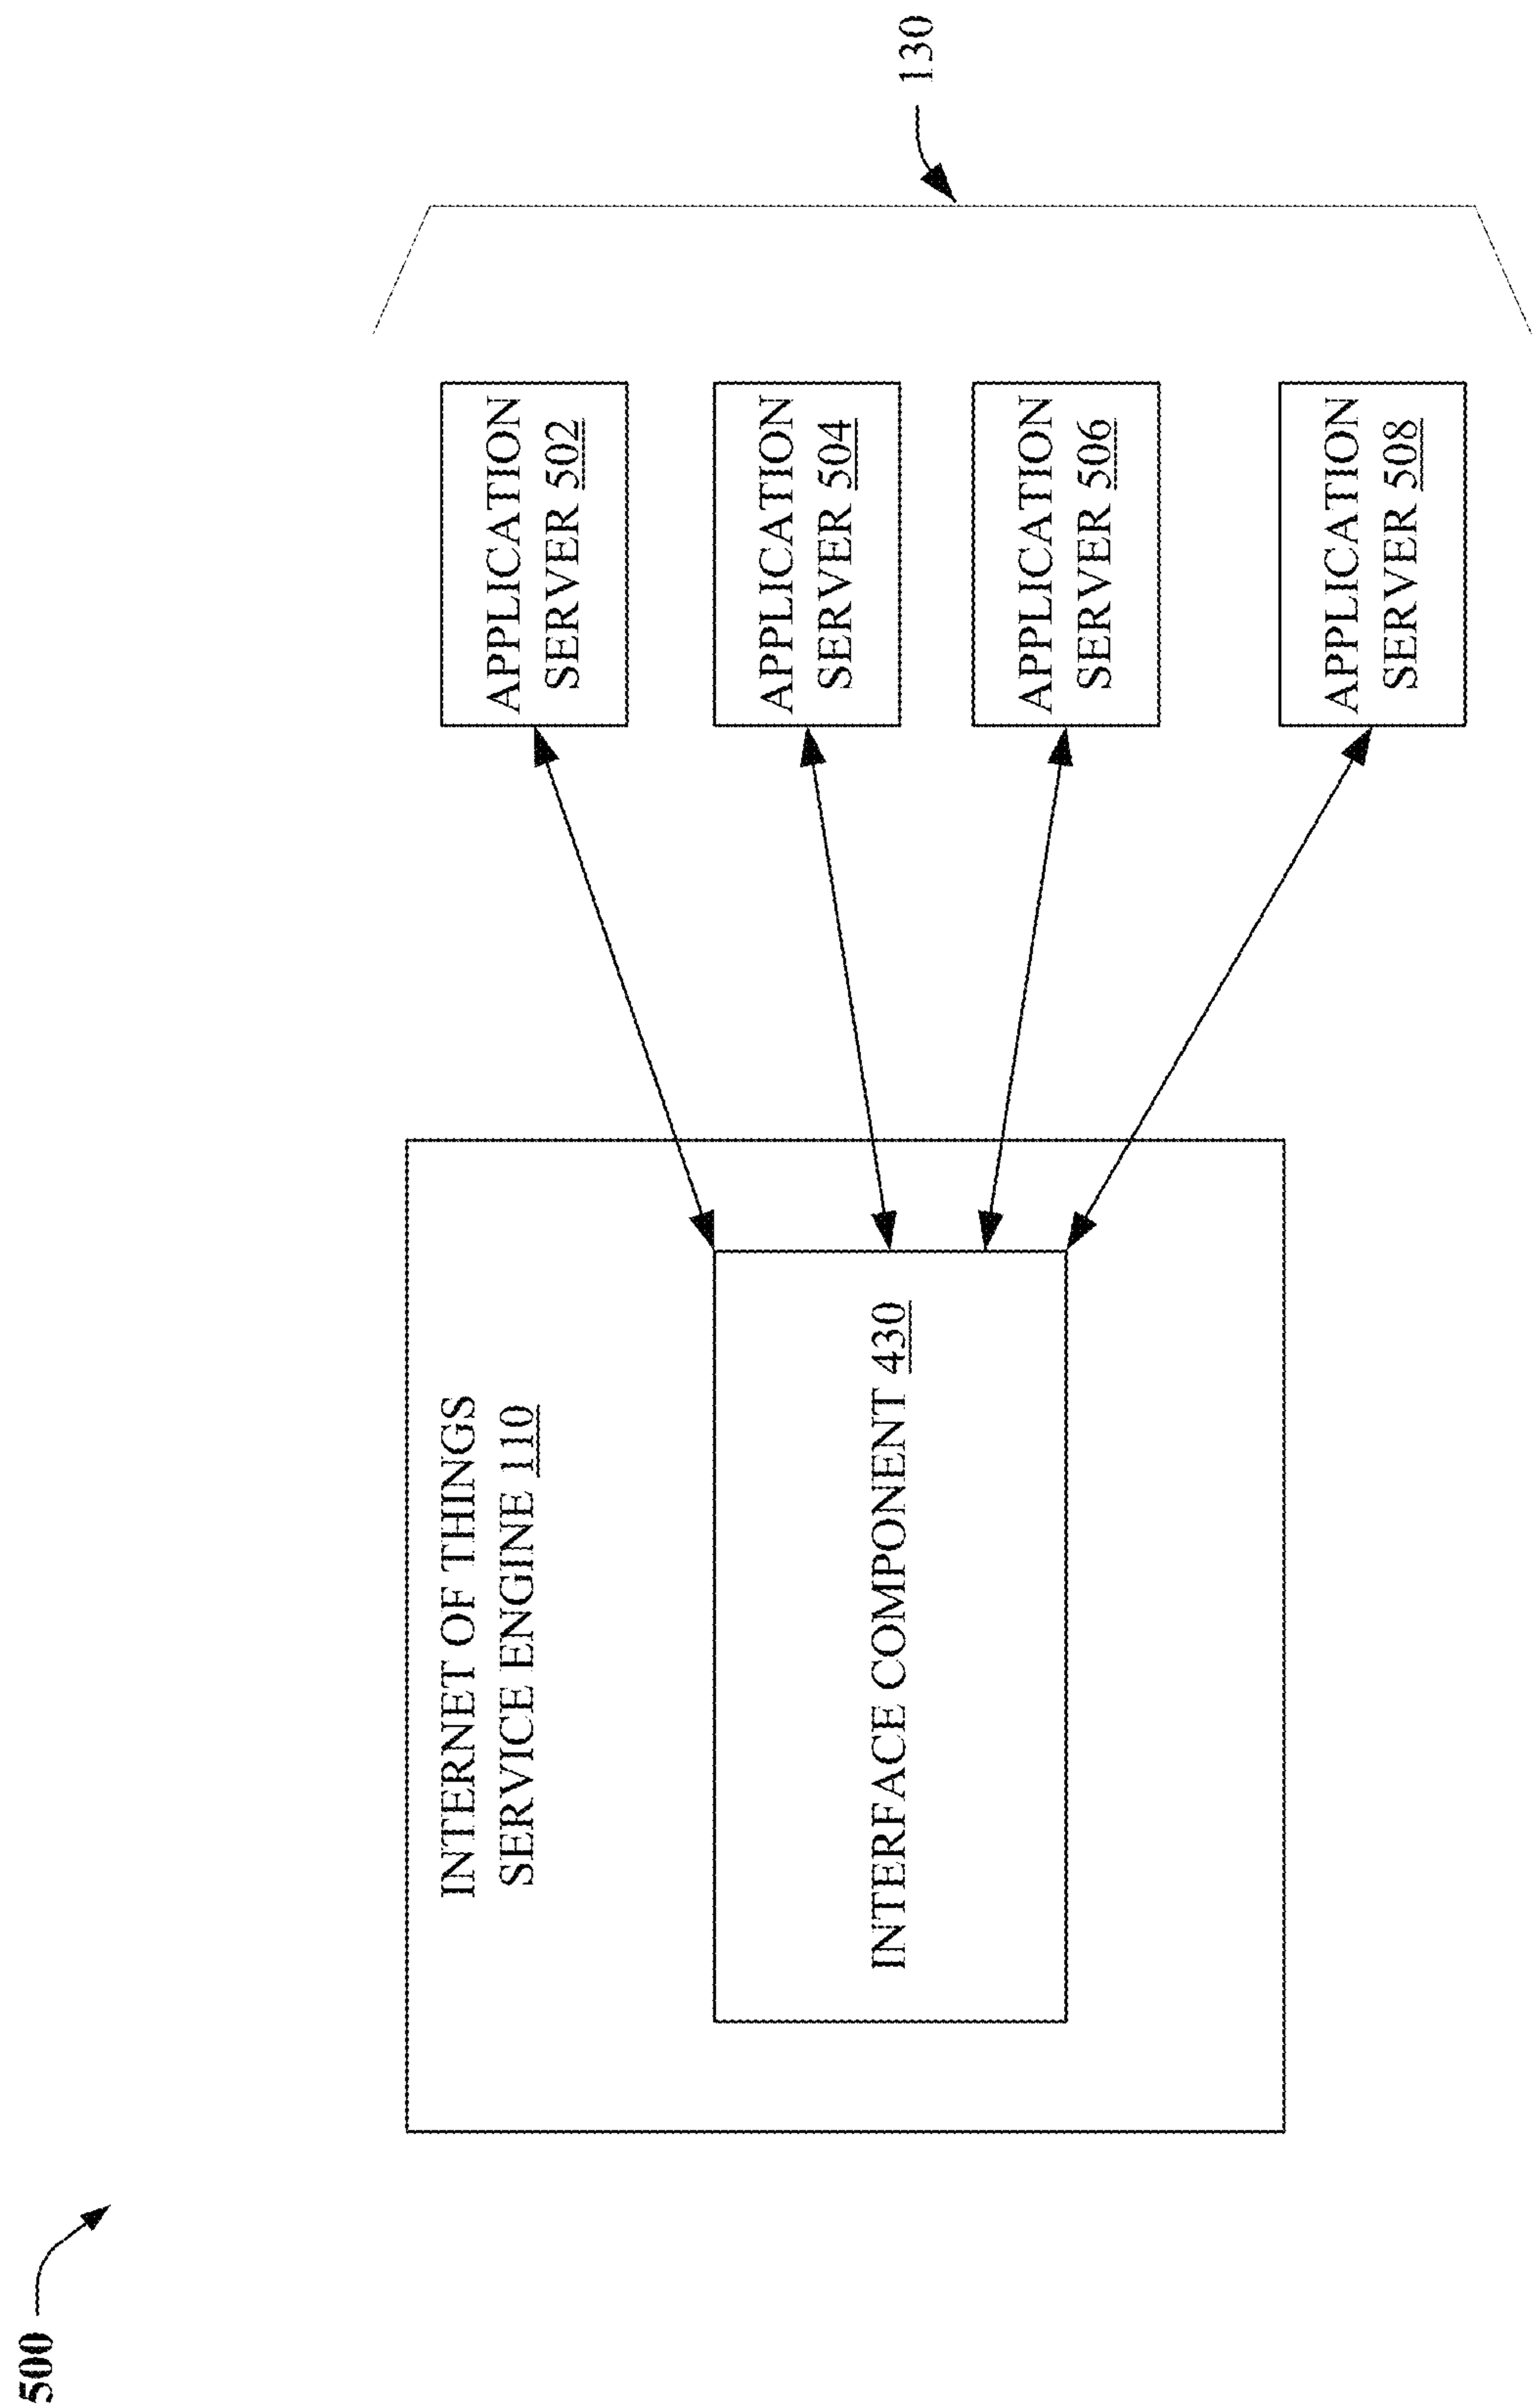 500
INTERNET OF THINGS
SERVICE ENGINE 110
INTERFACE COMPONENT 430
APPLICATION
SERVER 502
APPLICATION
SERVER 504
APPLICATION
SERVER 506
APPLICATION
SERVER 508
130